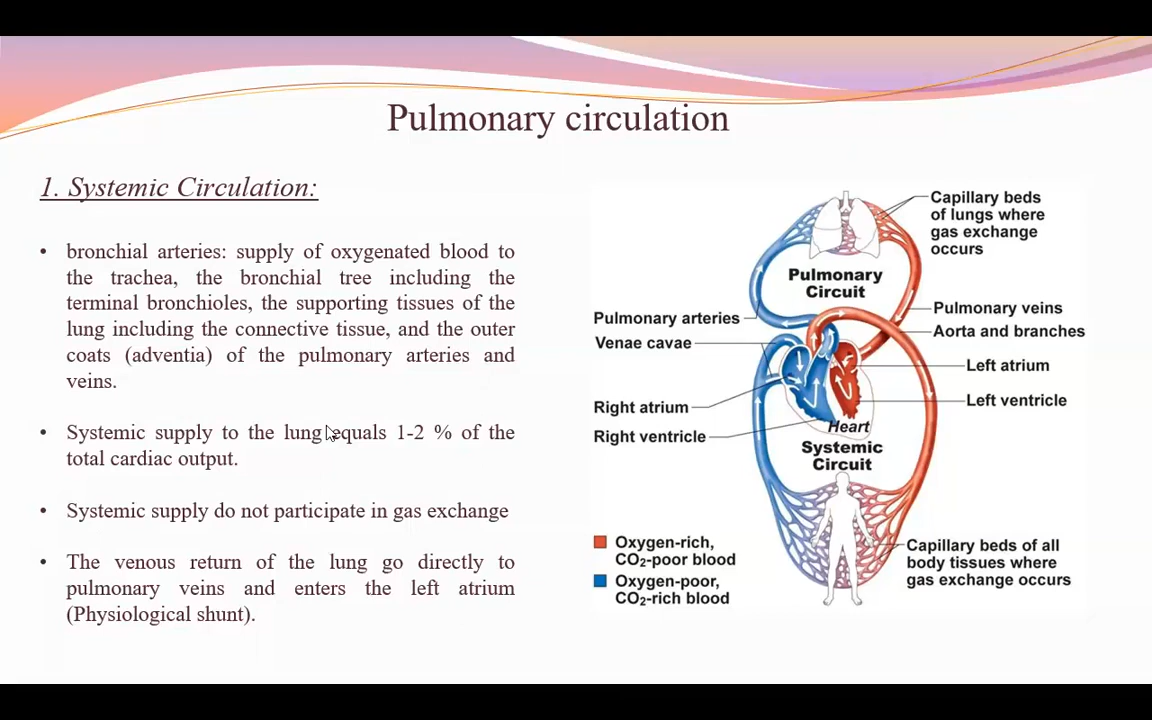 Pulmonary circulation
1. Systemic Circulation:
• bronchial arteries: supply of oxygenated blood to
the trachea, the bronchial tree including the
terminal bronchioles, the supporting tissues of the
lung including the connective tissue, and the outer
coats (adventia) of the pulmonary arteries and
veins.
• Systemic supply to the lung equals 1-2 % of the
total cardiac output.
• Systemic supply do not participate in gas exchange
• The venous return of the lung go directly to
pulmonary veins and enters the left atrium
(Physiological shunt).
Capillary beds
of lungs where
gas exchange
occurs
Pulmonary
Circuit
Pulmonary arteries
Pulmonary veins
Venae cavae
Aorta and branches
Left atrium
Right atrium
Left ventricle
Right ventricle
Heart
Systemic
Circuit
Oxygen-rich,
CO₂-poor blood
Oxygen-poor,
CO₂-rich blood
Capillary beds of all
body tissues where
gas exchange occurs